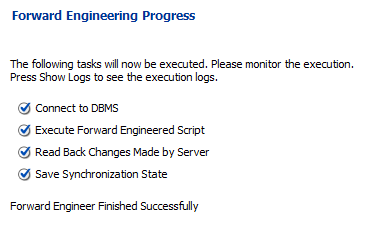 Forward Engineering Progress
The following tasks will now be executed. Please monitor the execution.
Press Show Logs to see the execution logs.
Connect to DBMS
Execute Forward Engineered Script
Read Back Changes Made by Server
Save Synchronization State
Forward Engineer Finished Successfully